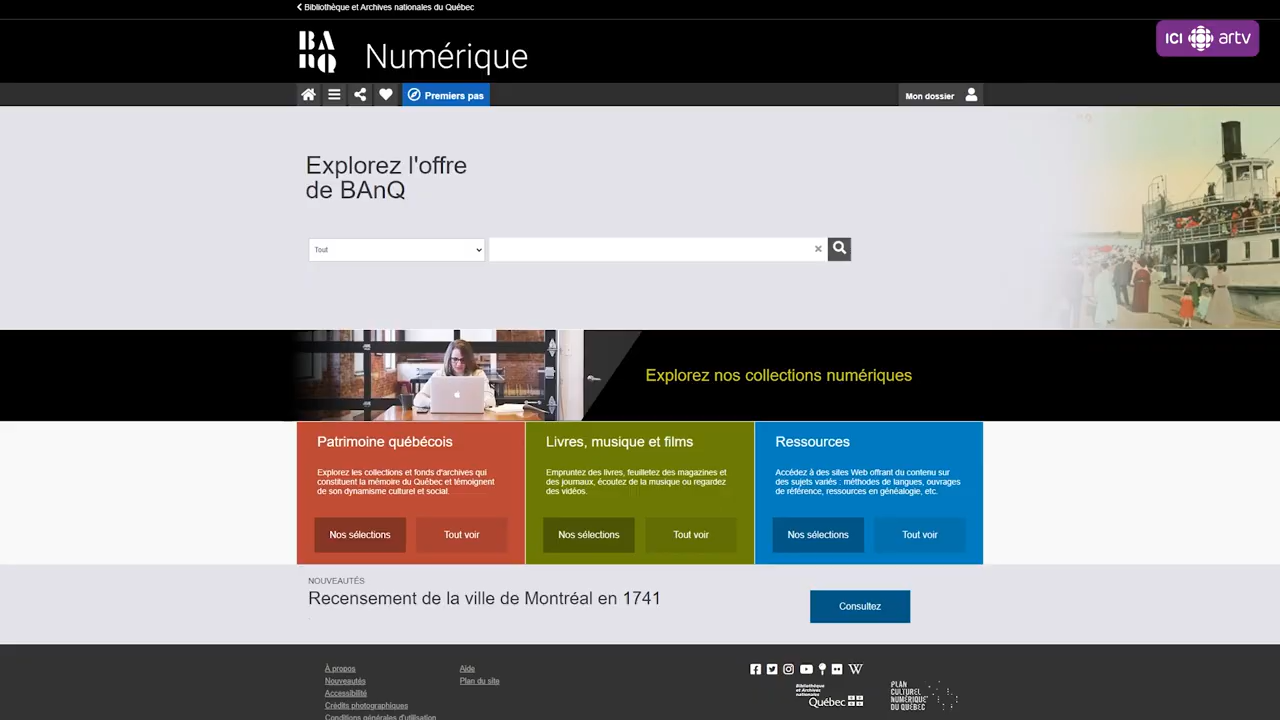 Bibliothèque et Archives nationales du Québec
BA
NQ
Numérique
ICI artv
Premiers pas
Mon dossier
Explorez l'offre
de BAnQ
Tout
Explorez nos collections numériques
Patrimoine québécois
Explorez les collections et fonds d'archives qui
constituent la mémoire du Québec et témoignent
de son dynamisme culturel et social.
Nos sélections
Tout voir
Livres, musique et films
Empruntez des livres, feuilletez des magazines et
des journaux, écoutez de la musique ou regardez
des vidéos.
Nos sélections
Tout voir
Ressources
Accédez à des sites Web offrant du contenu sur
des sujets variés : méthodes de langues, ouvrages
de référence, ressources en généalogie, etc.
Nos sélections
Tout voir
NOUVEAUTÉS
Recensement de la ville de Montréal en 1741
Consultez
À propos
Nouveautés
Accessibilité
Crédits photographiques
Conditions générales d'utilisation
Aide
Plan du site
W
Bibliothèque
et Archives
nationales
Québec
PLAN
CULTUREL
NUMÉRIQUE
DU QUÉBEC